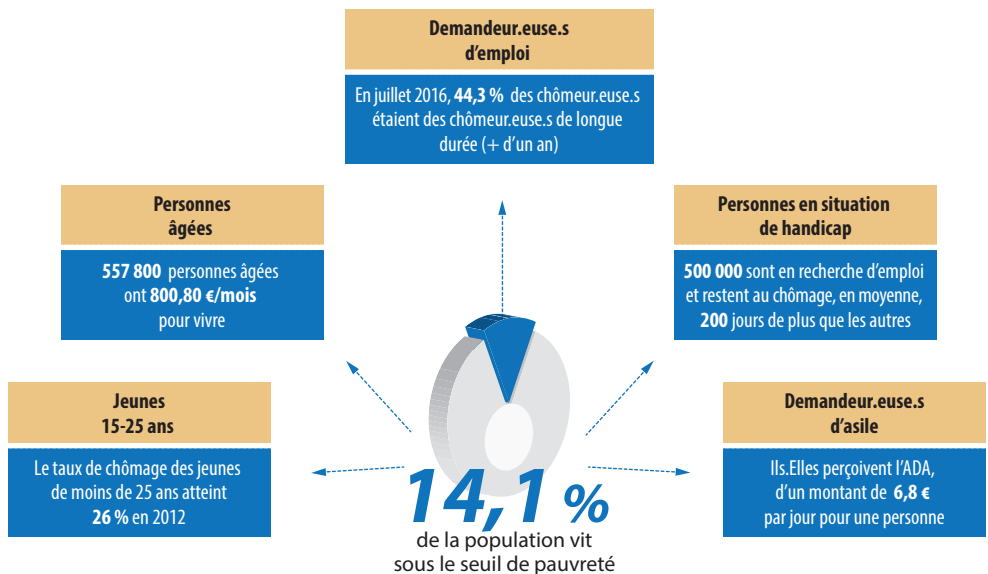 Demandeur.euse.s
d'emploi
En juillet 2016, 44,3 % des chômeur.euse.s
étaient des chômeur.euse.s de longue
durée (+ d'un an)
Personnes
âgées
557 800 personnes âgées
ont 800,80 €/mois
pour vivre
Personnes en situation
de handicap
500 000 sont en recherche d'emploi
et restent au chômage, en moyenne,
200 jours de plus que les autres
Jeunes
15-25 ans
Le taux de chômage des jeunes
de moins de 25 ans atteint
26 % en 2012
Demandeur.euse.s
d'asile
Ils.Elles perçoivent l'ADA,
d'un montant de 6,8 €
par jour pour une personne
14,1 %
de la population vit
sous le seuil de pauvreté